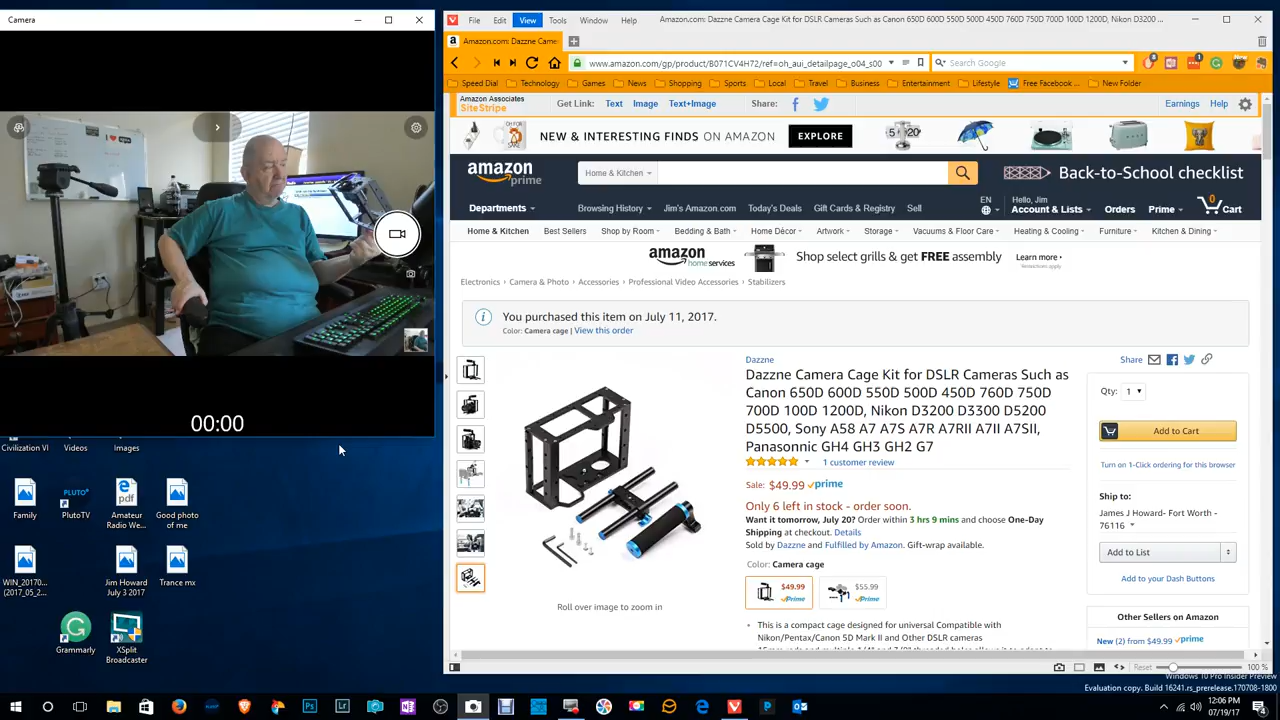 Camera
00:00
Civilization VI
Videos
Images
Family
PlutoTV
Amateur Radio We...
Good photo of me
WIN_20170... (2017_05_2...
Jim Howard July 3 2017
Trance mx
Grammarly
XSplit Broadcaster
File Edit View Tools Window Help
Amazon.com: Dazzne Camera Cage Kit for DSLR Cameras Such as Canon 650D 600D 550D 500D 450D 760D 750D 700D 100D 1200D, Nikon D3200 ...
Amazon.com: Dazzne Came
www.amazon.com/gp/product/B071CV4H72/ref=oh_aui_detailpage_o04_s00
Search Google
Speed Dial Technology Games News Shopping Sports Local Travel Business Entertainment Lifestyle Free Facebook ... New Folder
Amazon Associates
SiteStripe
Get Link: Text Image Text+Image Share:
Earnings Help
NEW & INTERESTING FINDS ON AMAZON EXPLORE
amazon prime
Home & Kitchen
Back-to-School checklist
Departments
Browsing History Jim's Amazon.com Today's Deals Gift Cards & Registry Sell
EN
Hello, Jim
Account & Lists Orders Prime 0 Cart
Home & Kitchen Best Sellers Shop by Room Bedding & Bath Home Décor Artwork Storage Vacuums & Floor Care Heating & Cooling Furniture Kitchen & Dining
amazon home services
Shop select grills & get FREE assembly
Learn more
Electronics › Camera & Photo › Accessories › Professional Video Accessories › Stabilizers
You purchased this item on July 11, 2017.
Color: Camera cage | View this order
Dazzne
Share
Dazzne Camera Cage Kit for DSLR Cameras Such as
Canon 650D 600D 550D 500D 450D 760D 750D
700D 100D 1200D, Nikon D3200 D3300 D5200
D5500, Sony A58 A7 A7S A7R A7RII A7II A7SII,
Panasonnic GH4 GH3 GH2 G7
1 customer review
Sale: $49.99 prime
Only 6 left in stock - order soon.
Want it tomorrow, July 20? Order within 3 hrs 9 mins and choose One-Day
Shipping at checkout. Details
Sold by Dazzne and Fulfilled by Amazon. Gift-wrap available.
Color: Camera cage
$49.99 Prime
$55.99 Prime
Roll over image to zoom in
This is a compact cage designed for universal Compatible with
Nikon/Pentax/Canon 5D Mark II and Other DSLR cameras
Qty: 1
Add to Cart
Turn on 1-Click ordering for this browser
Ship to:
James J Howard- Fort Worth -
76116
Add to List
Add to your Dash Buttons
Other Sellers on Amazon
New (2) from $49.99 prime
Reset 100 %
Windows 10 Pro Insider Preview
Evaluation copy. Build 16241.rs_prerelease.170708-1800
12:06 PM
07/19/17